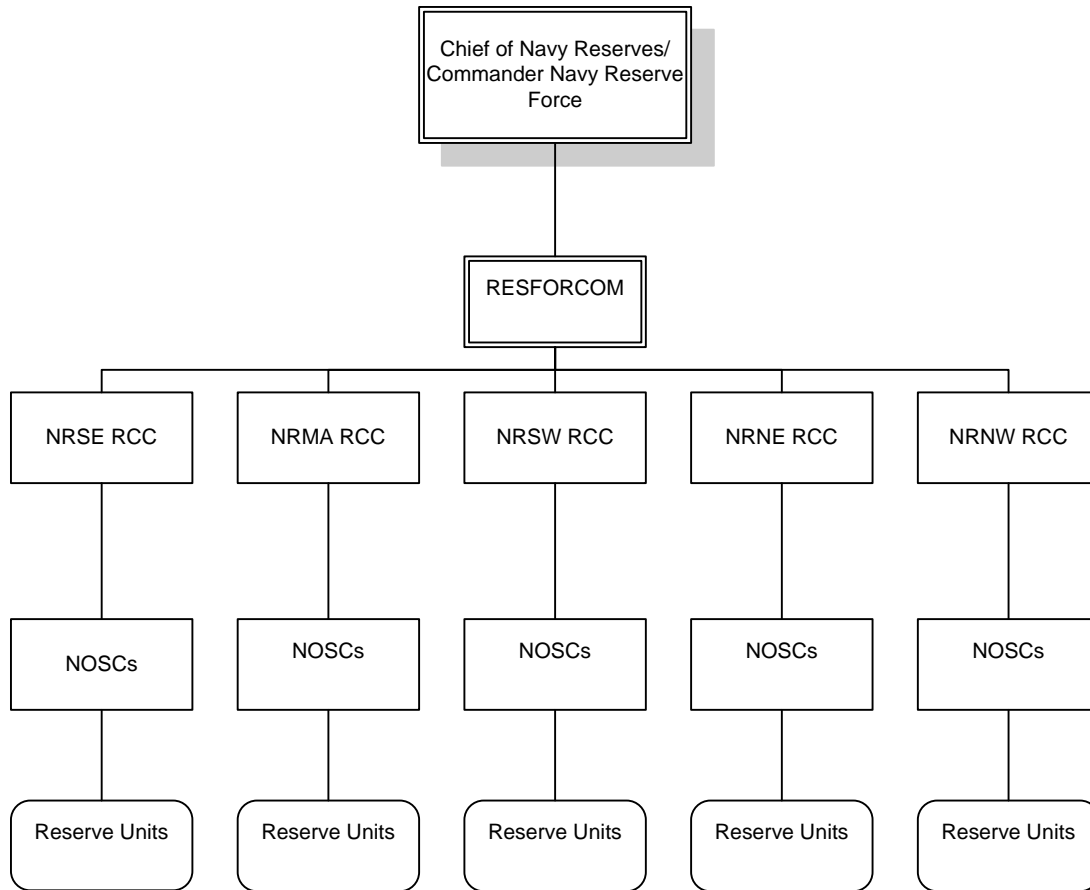 Chief of Navy Reserves/
Commander Navy Reserve
Force
RESFORCOM
NRSE RCC
NRMA RCC
NRSW RCC
NRNE RCC
NRNW RCC
NOSCs
NOSCs
NOSCs
NOSCs
NOSCs
Reserve Units
Reserve Units
Reserve Units
Reserve Units
Reserve Units